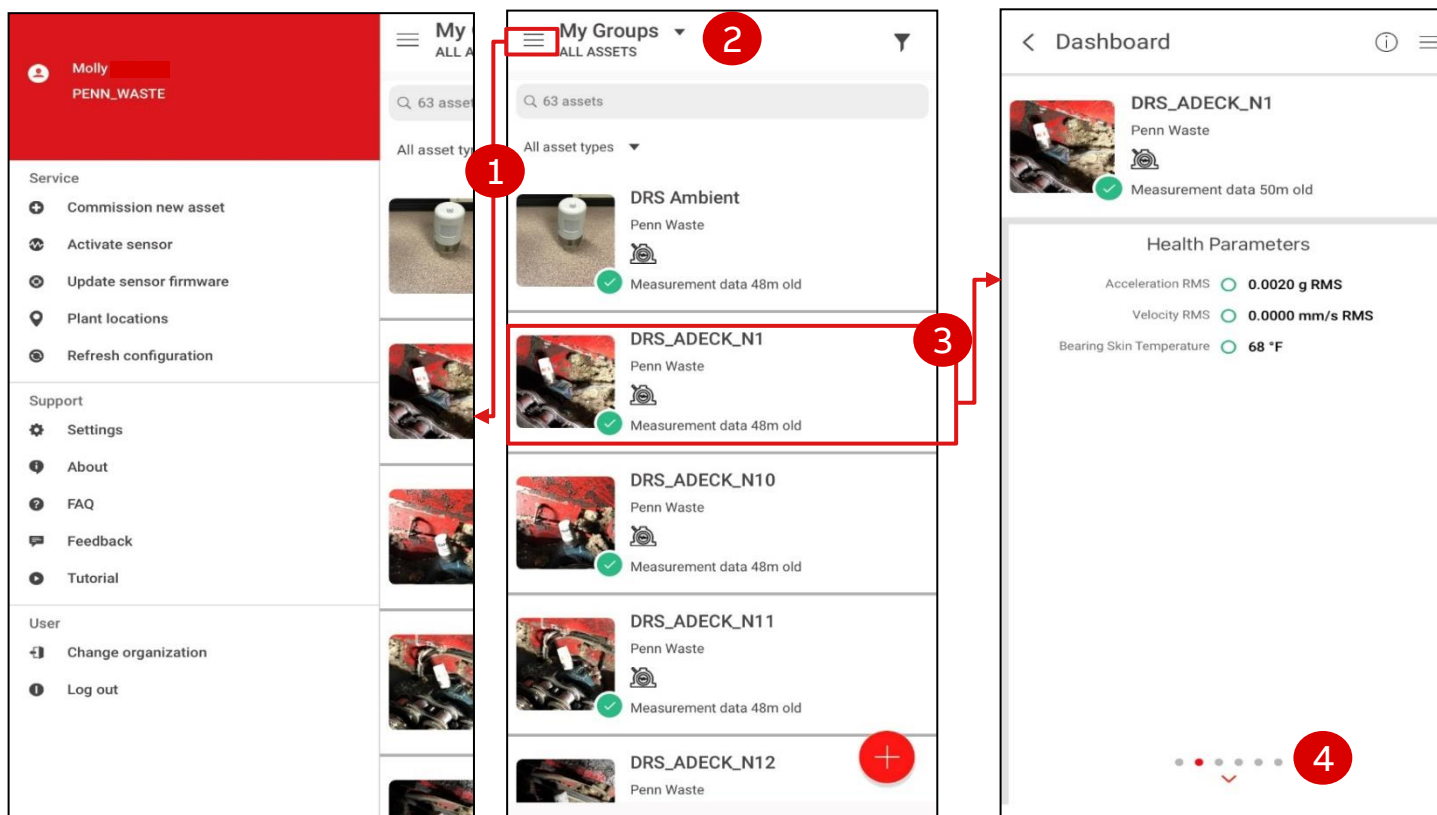 Molly
PENN_WASTE
Service
Commission new asset
Activate sensor
Update sensor firmware
Plant locations
Refresh configuration
Support
Settings
About
FAQ
Feedback
Tutorial
User
Change organization
Log out
My
ALL A
63 asset
All asset ty
1
My Groups
2
ALL ASSETS
63 assets
All asset types
DRS Ambient
Penn Waste
Measurement data 48m old
DRS_ADECK_N1
Penn Waste
Measurement data 48m old
3
DRS_ADECK_N10
Penn Waste
Measurement data 48m old
DRS_ADECK_N11
Penn Waste
Measurement data 48m old
DRS_ADECK_N12
Penn Waste
Dashboard
DRS_ADECK_N1
Penn Waste
Measurement data 50m old
Health Parameters
Acceleration RMS 0.0020 g RMS
Velocity RMS 0.0000 mm/s RMS
Bearing Skin Temperature 68 °F
4